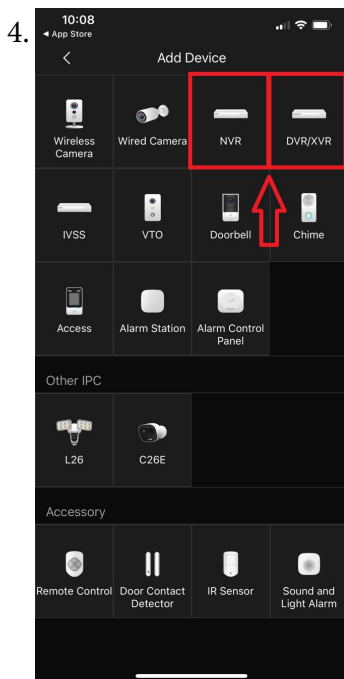 4.
10:08
◀ App Store
Add Device
Wireless Camera
Wired Camera
NVR
DVR/XVR
IVSS
VTO
Doorbell
Chime
Access
Alarm Station
Alarm Control Panel
Other IPC
L26
C26E
Accessory
Remote Control
Door Contact Detector
IR Sensor
Sound and Light Alarm